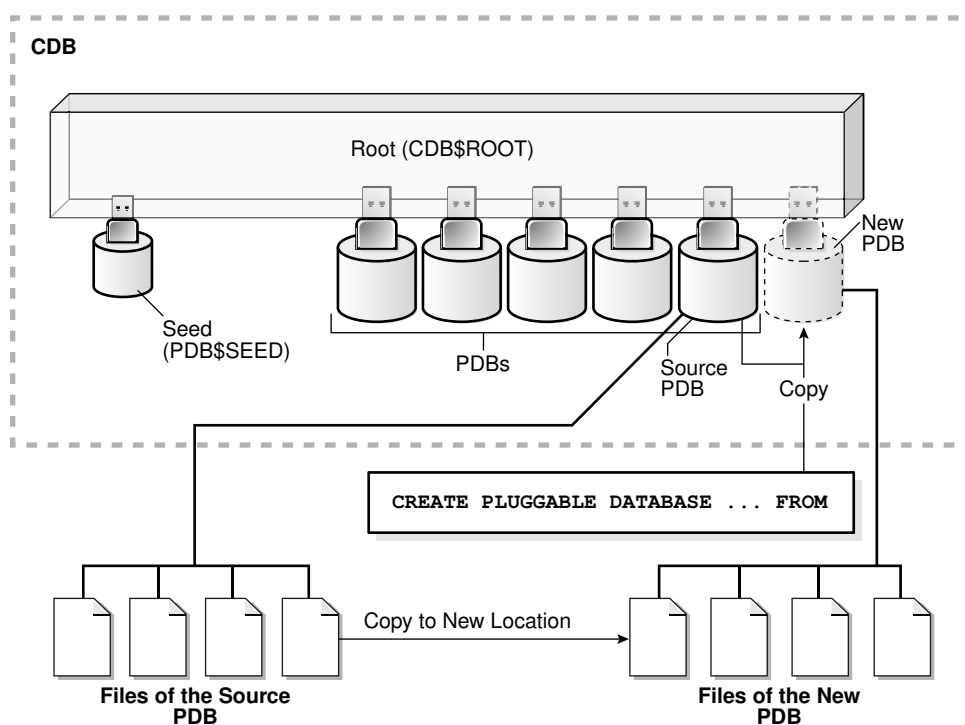 CDB
Root (CDB$ROOT)
New
PDB
Seed
(PDB$SEED)
PDBs
Source
PDB
Copy
CREATE PLUGGABLE DATABASE ... FROM
Copy to New Location
Files of the Source
PDB
Files of the New
PDB